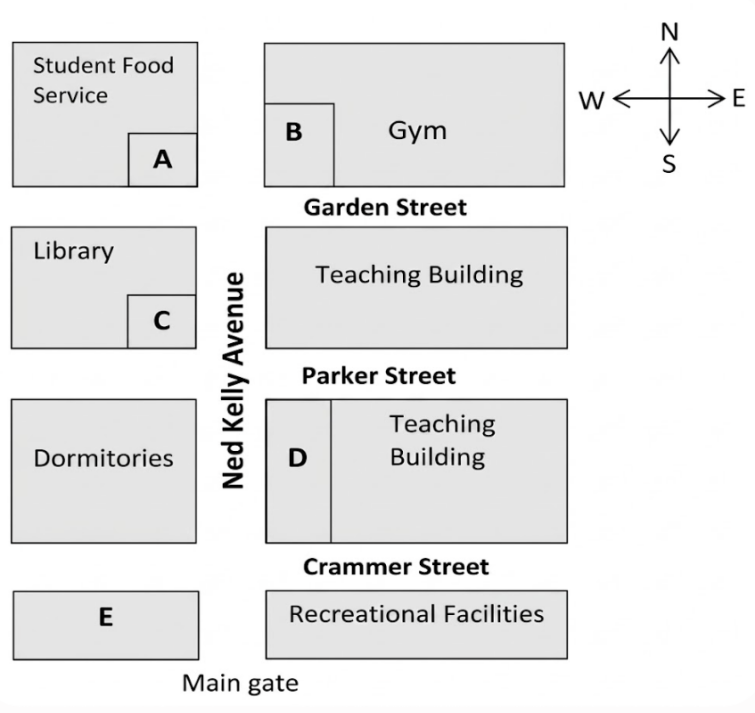 N
W
E
S
Student Food
Service
A
B
Gym
Garden Street
Library
C
Ned Kelly Avenue
Teaching Building
Parker Street
Dormitories
D
Teaching
Building
Crammer Street
E
Recreational Facilities
Main gate